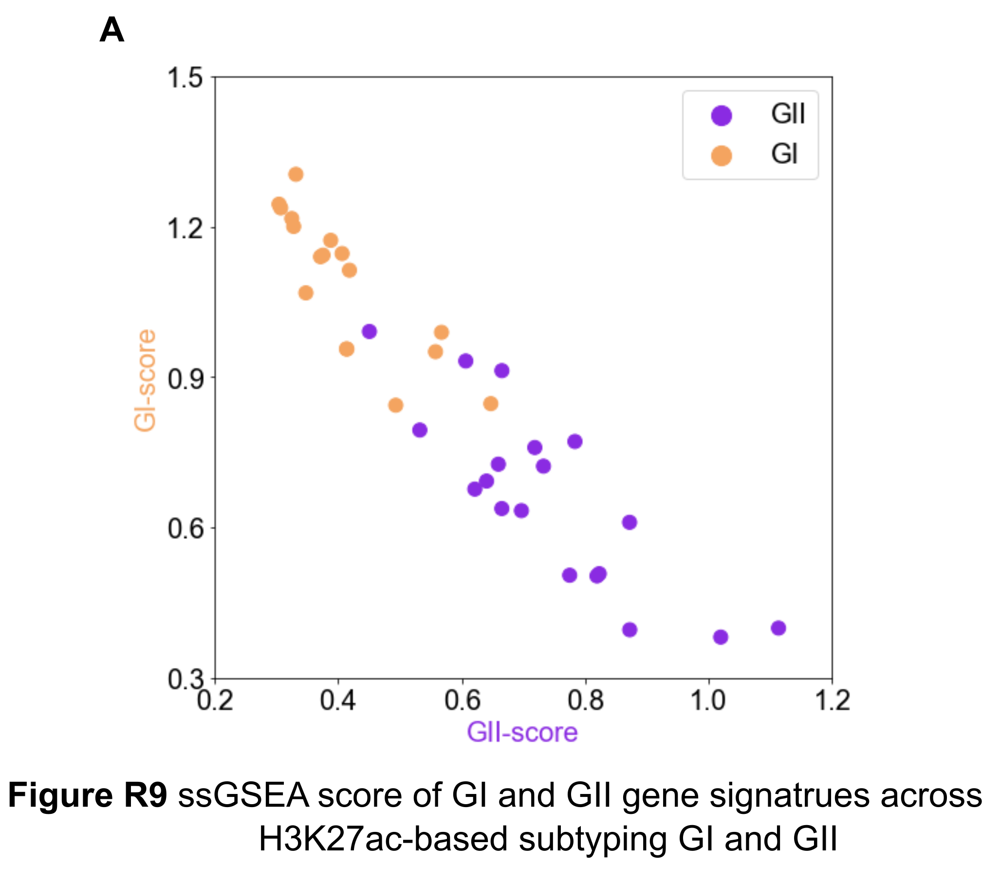 A
1.5
GII
GI
1.2
GI-score
0.9
0.6
0.3
0.2 0.4 0.6 0.8 1.0 1.2
GII-score
Figure R9 ssGSEA score of GI and GII gene signatrues across
H3K27ac-based subtyping GI and GII